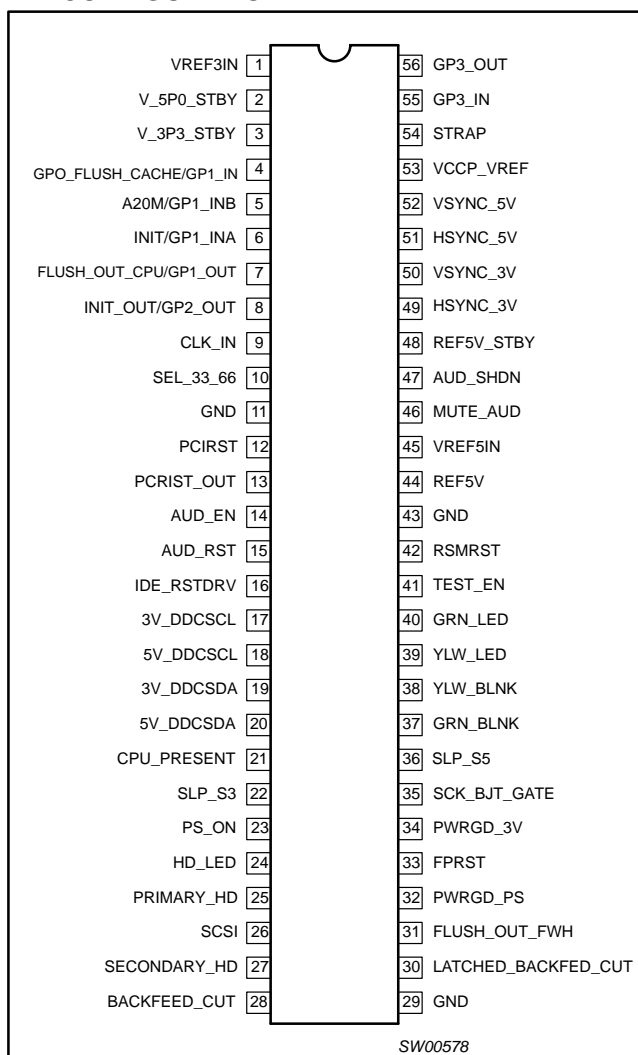 VREF3IN 1 56 GP3_OUT
V_5P0_STBY 2 55 GP3_IN
V_3P3_STBY 3 54 STRAP
GPO_FLUSH_CACHE/GP1_IN 4 53 VCCP_VREF
A20M/GP1_INB 5 52 VSYNC_5V
INIT/GP1_INA 6 51 HSYNC_5V
FLUSH_OUT_CPU/GP1_OUT 7 50 VSYNC_3V
INIT_OUT/GP2_OUT 8 49 HSYNC_3V
CLK_IN 9 48 REF5V_STBY
SEL_33_66 10 47 AUD_SHDN
GND 11 46 MUTE_AUD
PCIRST 12 45 VREF5IN
PCRIST_OUT 13 44 REF5V
AUD_EN 14 43 GND
AUD_RST 15 42 RSMRST
IDE_RSTDRV 16 41 TEST_EN
3V_DDCSCL 17 40 GRN_LED
5V_DDCSCL 18 39 YLW_LED
3V_DDCSDA 19 38 YLW_BLNK
5V_DDCSDA 20 37 GRN_BLNK
CPU_PRESENT 21 36 SLP_S5
SLP_S3 22 35 SCK_BJT_GATE
PS_ON 23 34 PWRGD_3V
HD_LED 24 33 FPRST
PRIMARY_HD 25 32 PWRGD_PS
SCSI 26 31 FLUSH_OUT_FWH
SECONDARY_HD 27 30 LATCHED_BACKFED_CUT
BACKFEED_CUT 28 29 GND
SW00578